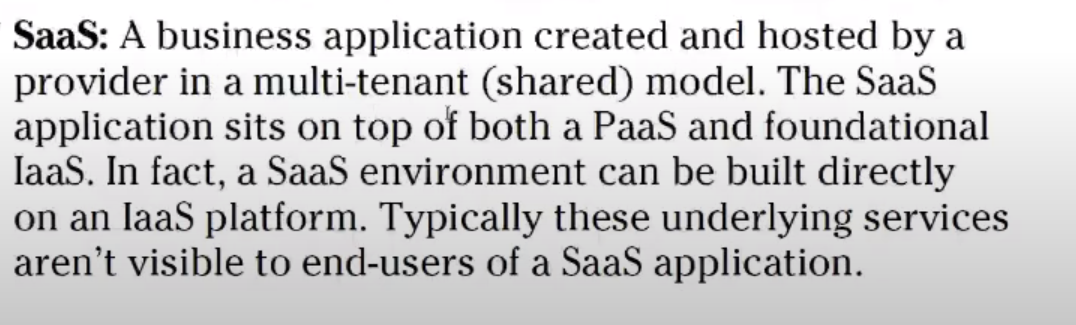 SaaS: A business application created and hosted by a
provider in a multi-tenant (shared) model. The SaaS
application sits on top of both a PaaS and foundational
IaaS. In fact, a SaaS environment can be built directly
on an IaaS platform. Typically these underlying services
aren’t visible to end-users of a SaaS application.